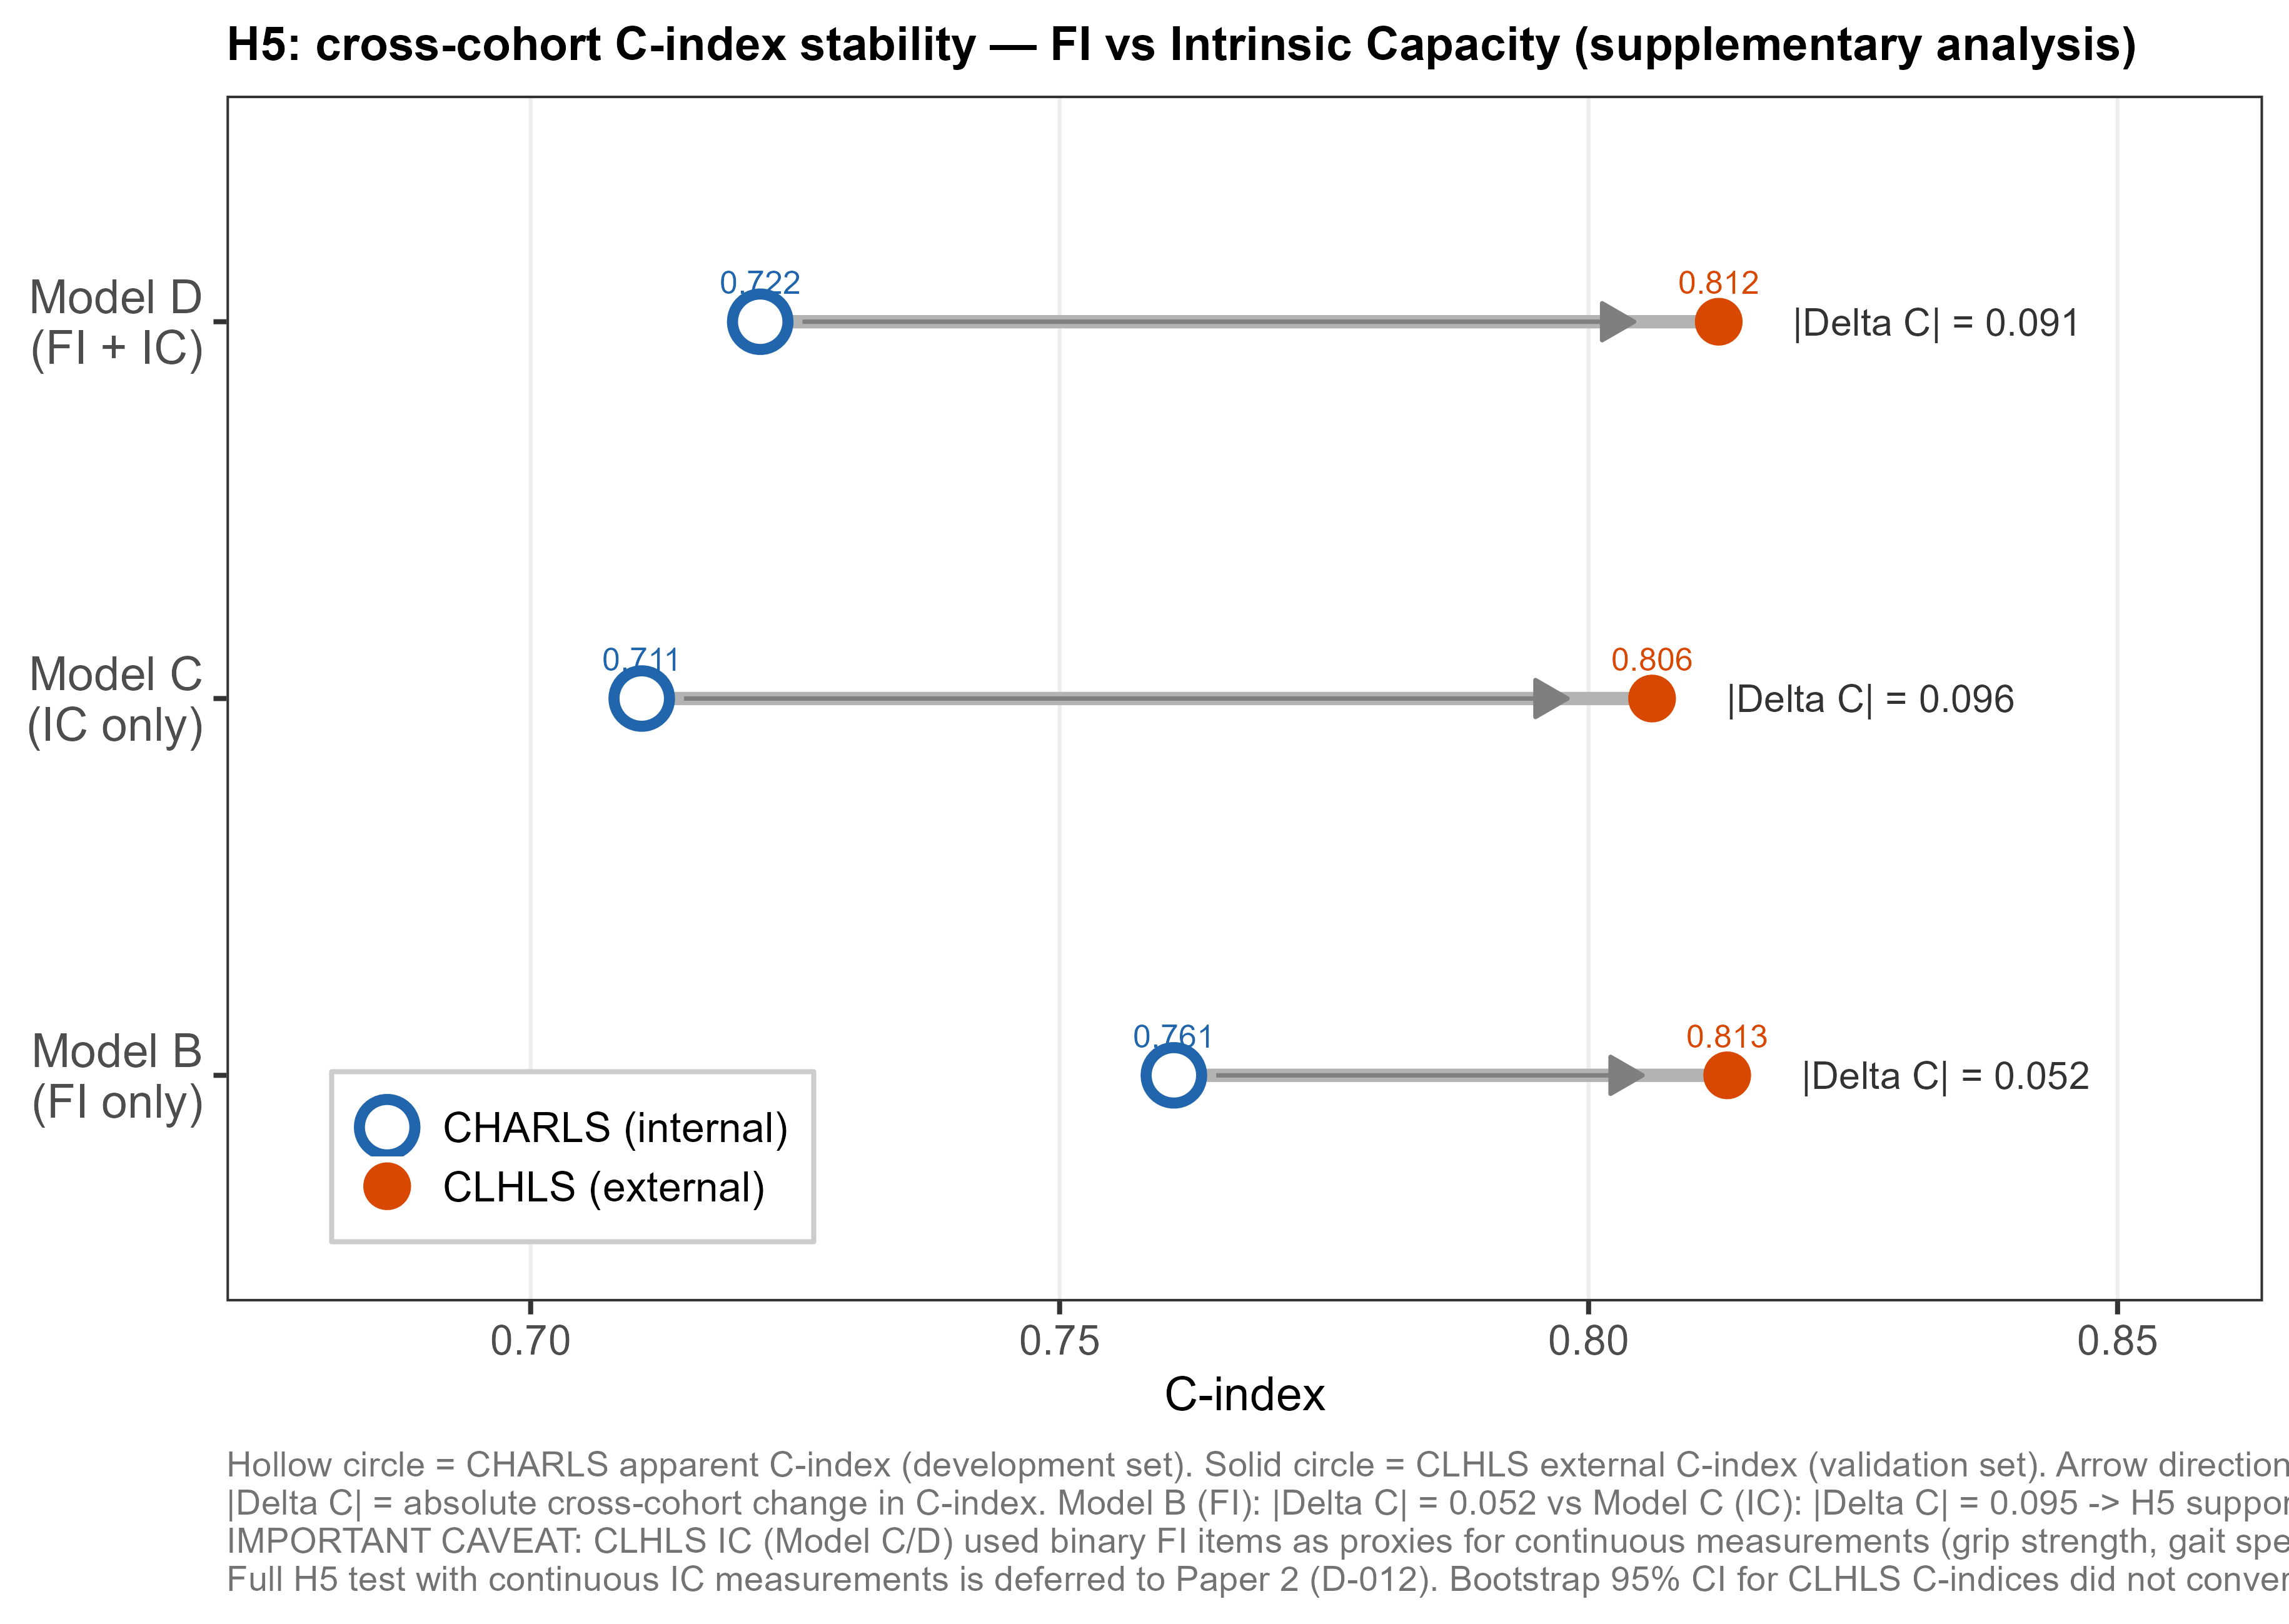 H5: cross-cohort C-index stability — FI vs Intrinsic Capacity (supplementary analysis)
Model D
(FI + IC)
0.722
0.812
|Delta C| = 0.091
Model C
(IC only)
0.711
0.806
|Delta C| = 0.096
Model B
(FI only)
0.761
0.813
|Delta C| = 0.052
CHARLS (internal)
CLHLS (external)
0.70
0.75
0.80
0.85
C-index
Hollow circle = CHARLS apparent C-index (development set). Solid circle = CLHLS external C-index (validation set). Arrow direction
|Delta C| = absolute cross-cohort change in C-index. Model B (FI): |Delta C| = 0.052 vs Model C (IC): |Delta C| = 0.095 -> H5
IMPORTANT CAVEAT: CLHLS IC (Model C/D) used binary FI items as proxies for continuous measurements (grip strength, gait
Full H5 test with continuous IC measurements is deferred to Paper 2 (D-012). Bootstrap 95% CI for CLHLS C-indices did not